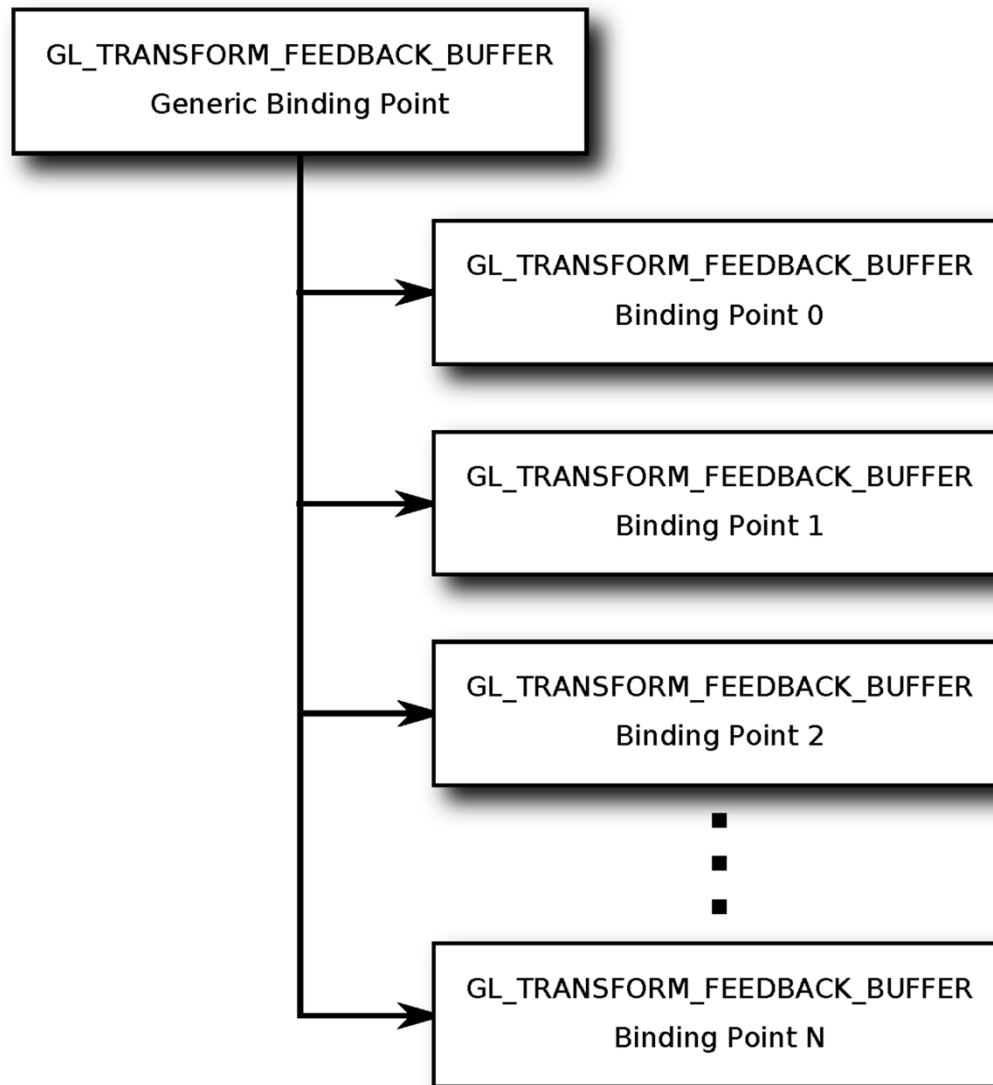 GL_TRANSFORM_FEEDBACK_BUFFER
Generic Binding Point
GL_TRANSFORM_FEEDBACK_BUFFER
Binding Point 0
GL_TRANSFORM_FEEDBACK_BUFFER
Binding Point 1
GL_TRANSFORM_FEEDBACK_BUFFER
Binding Point 2
GL_TRANSFORM_FEEDBACK_BUFFER
Binding Point N